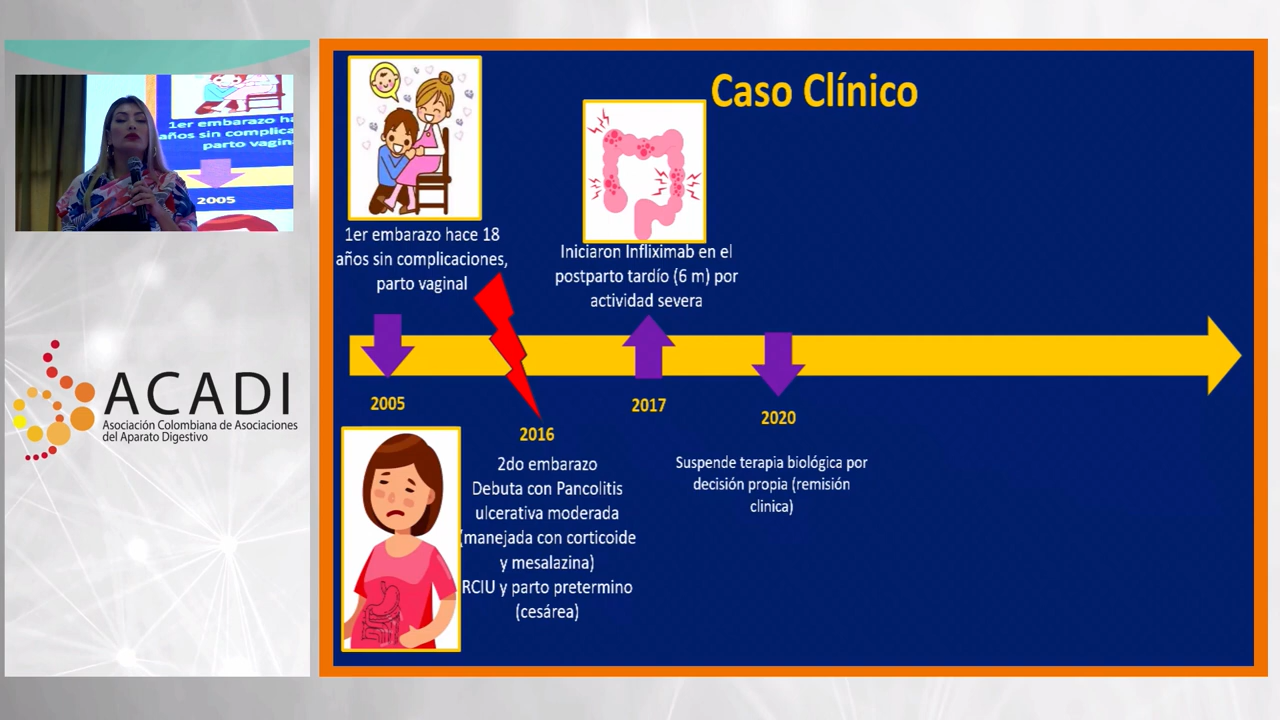 Caso Clínico
1er embarazo hace 18
años sin complicaciones,
parto vaginal
Iniciaron Infliximab en el
postparto tardío (6 m) por
actividad severa
2005
2016
2017
2020
2do embarazo
Debuta con Pancolitis
ulcerativa moderada
(manejada con corticoide
y mesalazina)
RCIU y parto pretermino
(cesárea)
Suspende terapia biológica por
decisión propia (remisión
clinica)
1er embarazo h
años sin complica
parto vagin
2005
ACADI
Asociación Colombiana de Asociaciones
del Aparato Digestivo